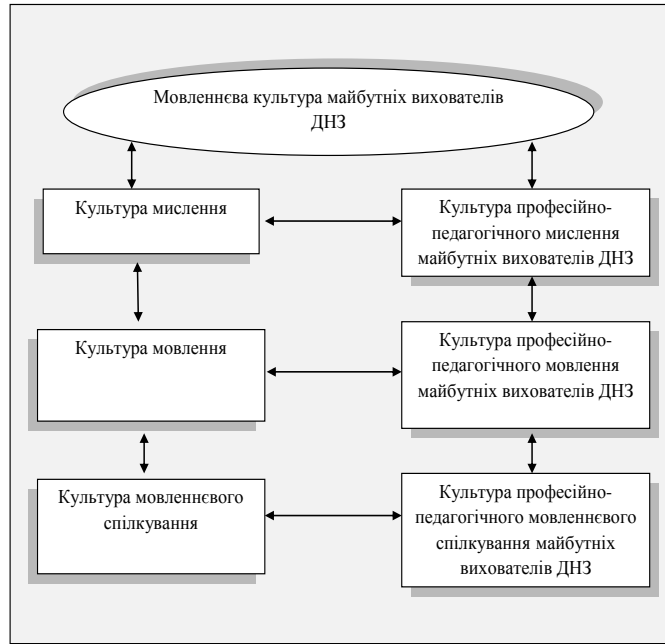 Мовленнєва культура майбутніх вихователів
ДНЗ
Культура мислення
Культура професійно-
педагогічного мислення
майбутніх вихователів ДНЗ
Культура мовлення
Культура професійно-
педагогічного мовлення
майбутніх вихователів ДНЗ
Культура мовленнєвого
спілкування
Культура професійно-
педагогічного мовленнєвого
спілкування майбутніх
вихователів ДНЗ